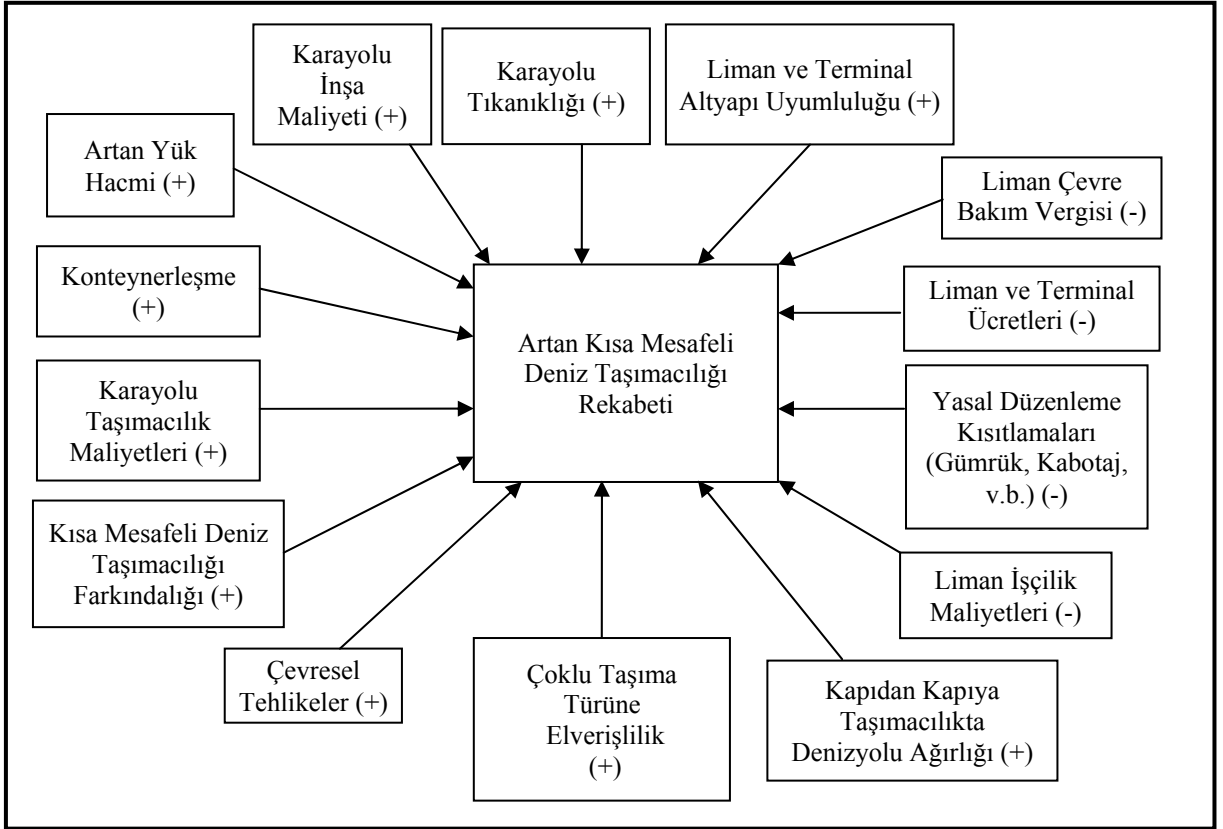 Karayolu
İnşa
Maliyeti (+)
Karayolu
Tıkanıklığı (+)
Liman ve Terminal
Altyapı Uyumluluğu (+)
Artan Yük
Hacmi (+)
Liman Çevre
Bakım Vergisi (-)
Konteynerleşme
(+)
Liman ve Terminal
Ücretleri (-)
Artan Kısa Mesafeli
Deniz Taşımacılığı
Rekabeti
Karayolu
Taşımacılık
Maliyetleri (+)
Yasal Düzenleme
Kısıtlamaları
(Gümrük, Kabotaj,
v.b.) (-)
Kısa Mesafeli Deniz
Taşımacılığı
Farkındalığı (+)
Liman İşçilik
Maliyetleri (-)
Çevresel
Tehlikeler (+)
Çoklu Taşıma
Türüne
Elverişlilik
(+)
Kapıdan Kapıya
Taşımacılıkta
Denizyolu Ağırlığı (+)